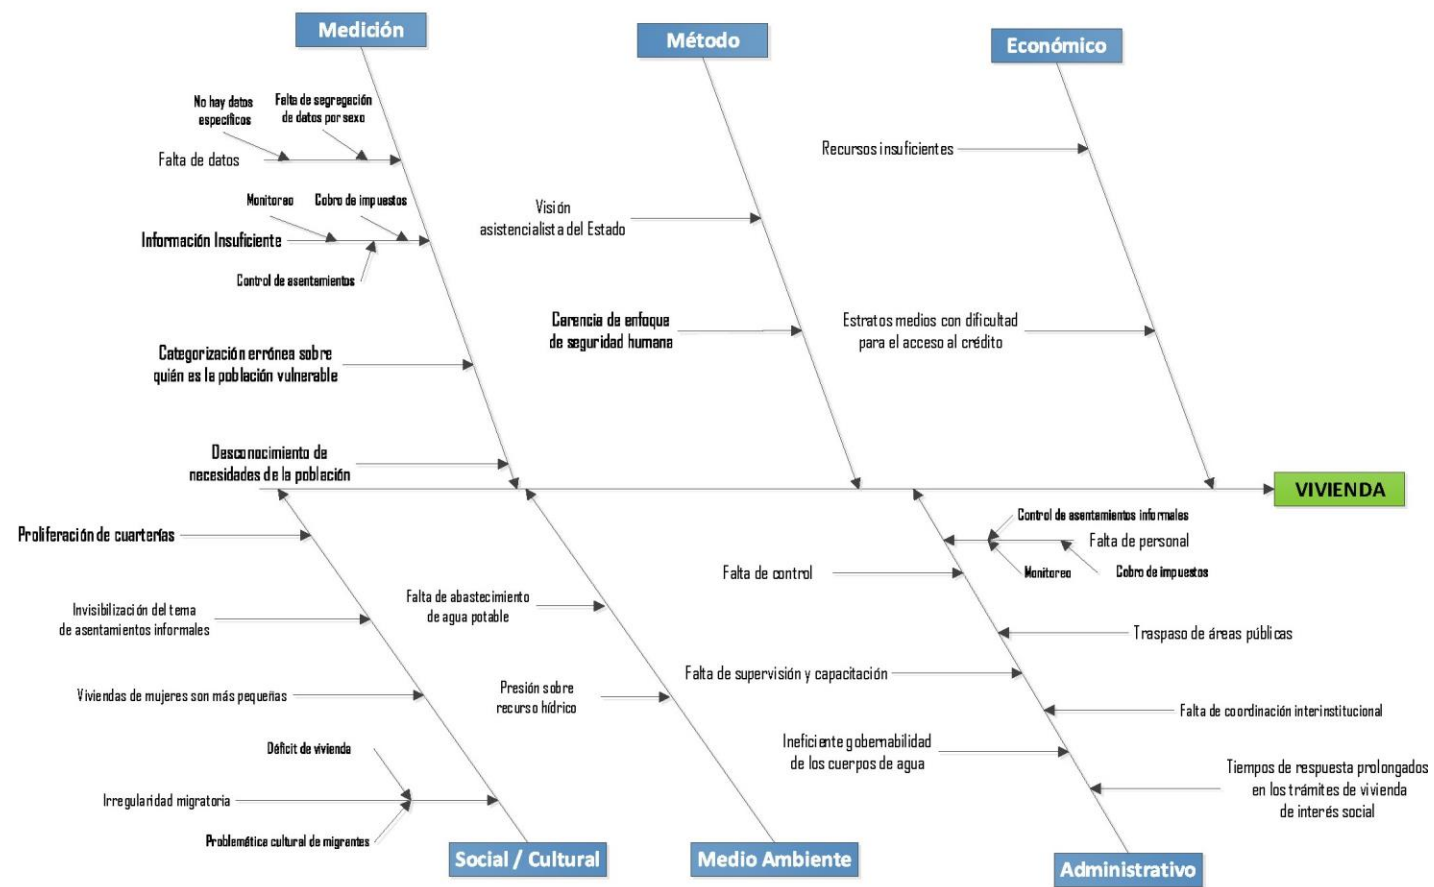 Medición
Método
Económico
No hay datos
específicos
Falta de segregación
de datos por sexo
Falta de datos
Monitoreo
Cobro de impuestos
Información Insuficiente
Control de asentamientos
Categorización errónea sobre
quién es la población vulnerable
Desconocimiento de
necesidades de la población
Visión
asistencialista del Estado
Carencia de enfoque
de seguridad humana
Recursos insuficientes
Estratos medios con dificultad
para el acceso al crédito
VIVIENDA
Proliferación de cuarterías
Invisibilización del tema
de asentamientos informales
Viviendas de mujeres son más pequeñas
Déficit de vivienda
Irregularidad migratoria
Problemática cultural de migrantes
Falta de abastecimiento
de agua potable
Presión sobre
recurso hídrico
Control de asentamientos informales
Falta de personal
Monitoreo
Cobro de impuestos
Falta de control
Traspaso de áreas públicas
Falta de supervisión y capacitación
Falta de coordinación interinstitucional
Ineficiente gobernabilidad
de los cuerpos de agua
Tiempos de respuesta prolongados
en los trámites de vivienda
de interés social
Social / Cultural
Medio Ambiente
Administrativo